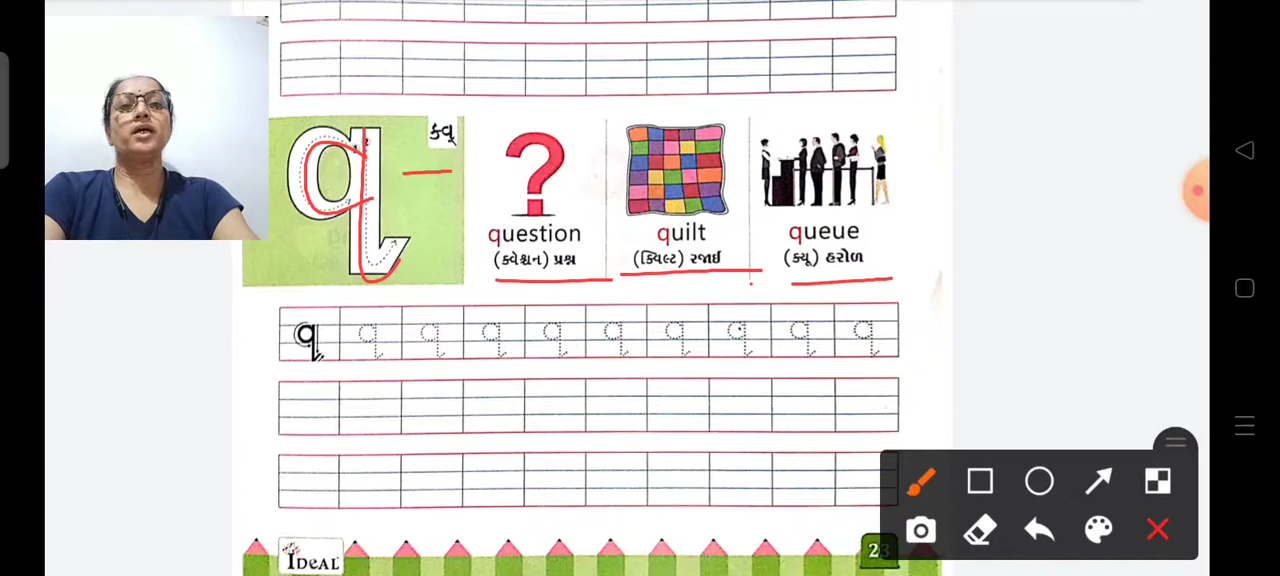 q
ક્વૂ
question
(ક્વેશ્ચન) પ્રશ્ન
quilt
(ક્વિલ્ટ) રજાઈ
queue
(ક્યૂ) હરોળ
q q q q q q q q q q
IDEAL
23